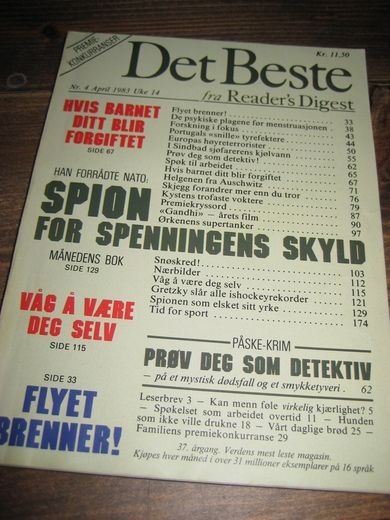 PREMIE-
KONKURRANSER
Kr. 11,50
Det Beste
fra Reader's Digest
Nr. 4 April 1983 Uke 14
HVIS BARNET
DITT BLIR
FORGIFTET
SIDE 67
Flyet brenner! 33
De psykiske plagene før menstruasjonen . 38
Forskning i fokus 43
Portugals «snille» tyrefektere 44
Europas høyreterrorister 50
I Sindbad sjøfarerens kjølvann 55
Prøv deg som detektiv! 62
Spøk til arbeidet 65
Hvis barnet ditt blir forgiftet 67
Helgenen fra Auschwitz 71
Skjegg forandrer mer enn du tror 76
Kystens trofaste voktere 79
Premiekryssord 87
«Gandhi» — årets film 90
Ørkenens supertanker 97
HAN FORRÅDTE NATO:
SPION
FOR SPENNINGENS SKYLD
MÅNEDENS BOK
SIDE 129
Snøskred! 103
Nærbilder 112
Våg å være deg selv 115
Gretzky slår alle ishockeyrekorder 121
Spionen som elsket sitt yrke 129
Tid for sport 174
VÅG Å VÆRE
DEG SELV
SIDE 115
PÅSKE-KRIM
PRØV DEG SOM DETEKTIV
— på et mystisk dødsfall og et smykketyveri . 62
SIDE 33
FLYET
BRENNER!
Leserbrev 3 — Kan menn føle virkelig kjærlighet? 5
— Spøkelset som arbeidet overtid 11 — Hunden
som ikke ville drukne 18 — Vårt daglige brød 25 —
Familiens premiekonkurranse 29
37. årgang. Verdens mest leste magasin.
Kjøpes hver måned i over 31 millioner eksemplarer på 16 språk